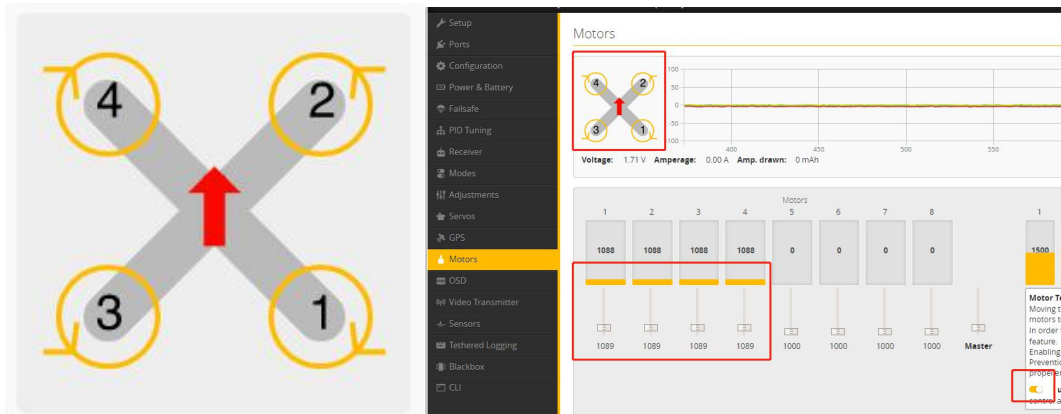 4
2
3
1
Setup
Ports
Configuration
Power & Battery
Failsafe
PID Tuning
Receiver
Modes
Adjustments
Servos
GPS
Motors
OSD
Video Transmitter
Sensors
Tethered Logging
Blackbox
CLI
Motors
4
2
3
1
100
50
0
-50
-100
400 450 500 550
Voltage: 1.71 V Amperage: 0.00 A Amp. drawn: 0 mAh
Motors
1 2 3 4 5 6 7 8 1
1088 1088 1088 1088 0 0 0 0 1500
1089 1089 1089 1089 1000 1000 1000 1000 Master
Motor Te
Moving t
motors t
In order
feature.
Enabling
Preventio
control a